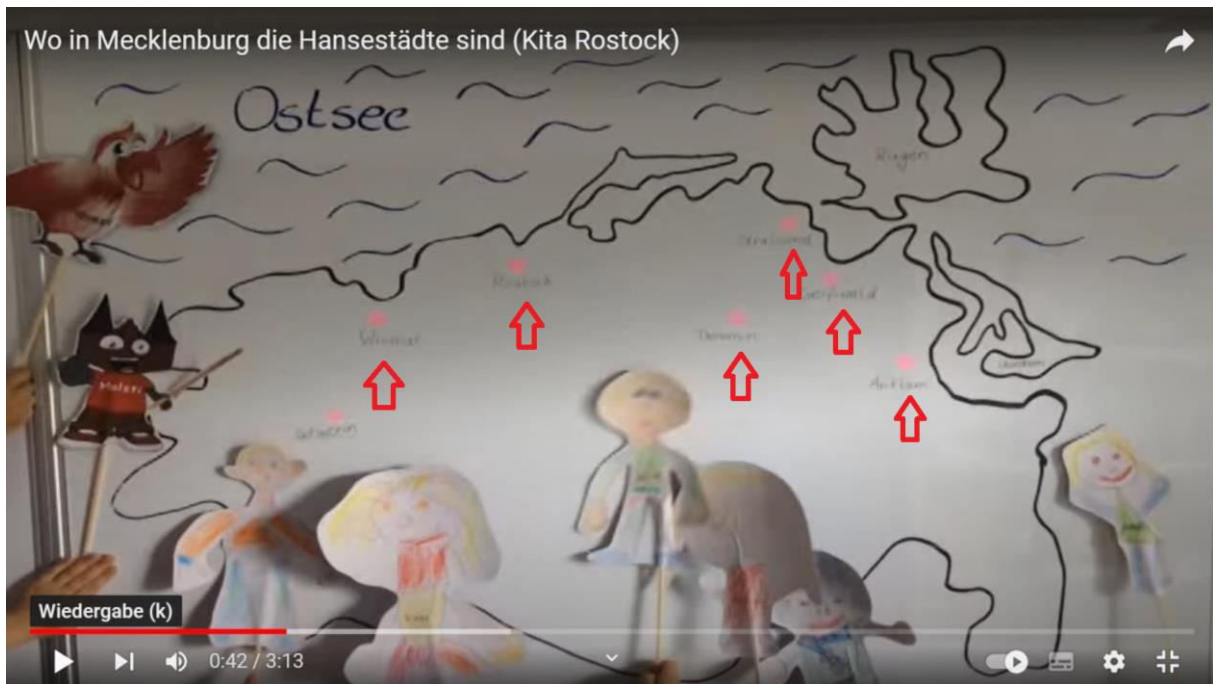 Wo in Mecklenburg die Hansestädte sind (Kita Rostock)
Ostsee
Rügen
Stralsund
Rostock
Greifswald
Wismar
Demmin
Usedom
Anklam
Schwerin
Wiedergabe (k)
0:42 / 3:13